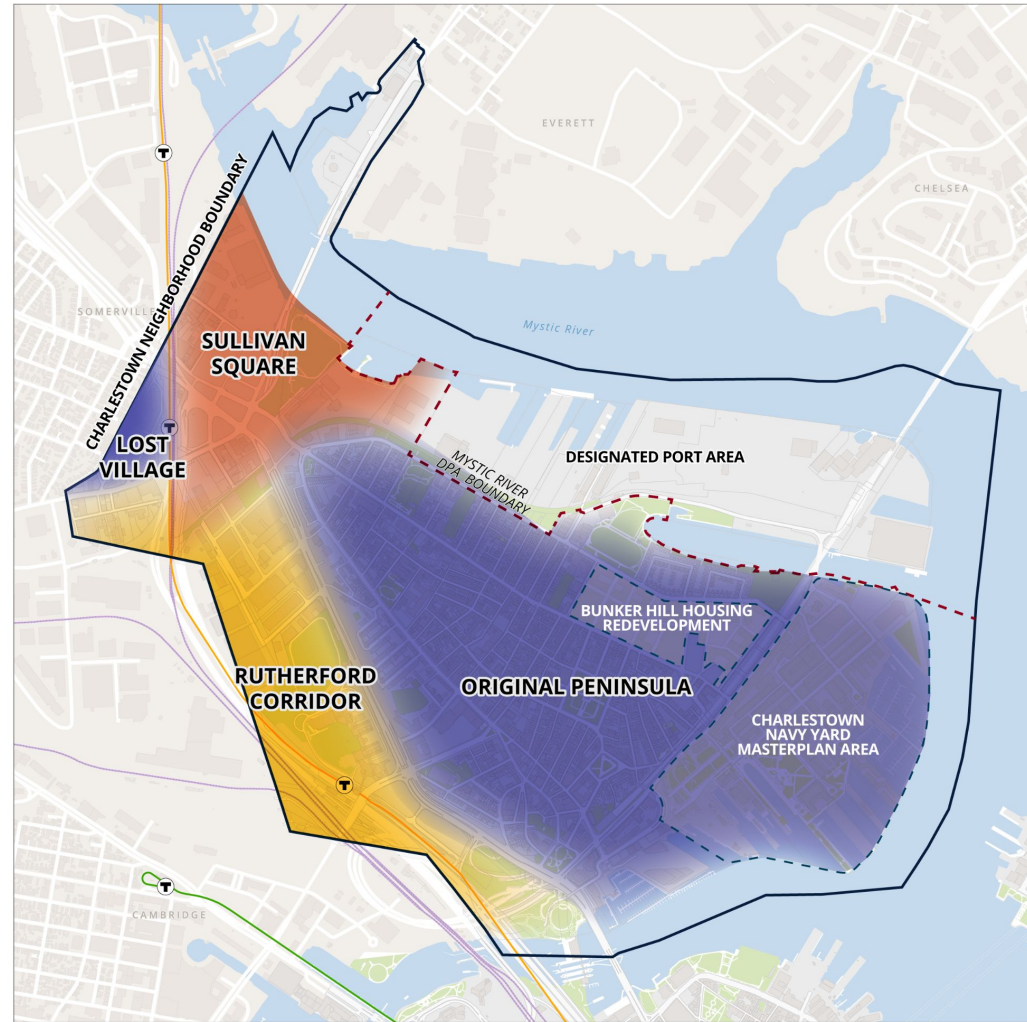 EVERETT
CHELSEA
CHARLESTOWN NEIGHBORHOOD BOUNDARY
SOMERVILLE
Mystic River
SULLIVAN
SQUARE
T
T
LOST
VILLAGE
MYSTIC RIVER
DPA BOUNDARY
DESIGNATED PORT AREA
BUNKER HILL HOUSING
REDEVELOPMENT
RUTHERFORD
CORRIDOR
ORIGINAL PENINSULA
CHARLESTOWN
NAVY YARD
MASTERPLAN AREA
T
T
CAMBRIDGE